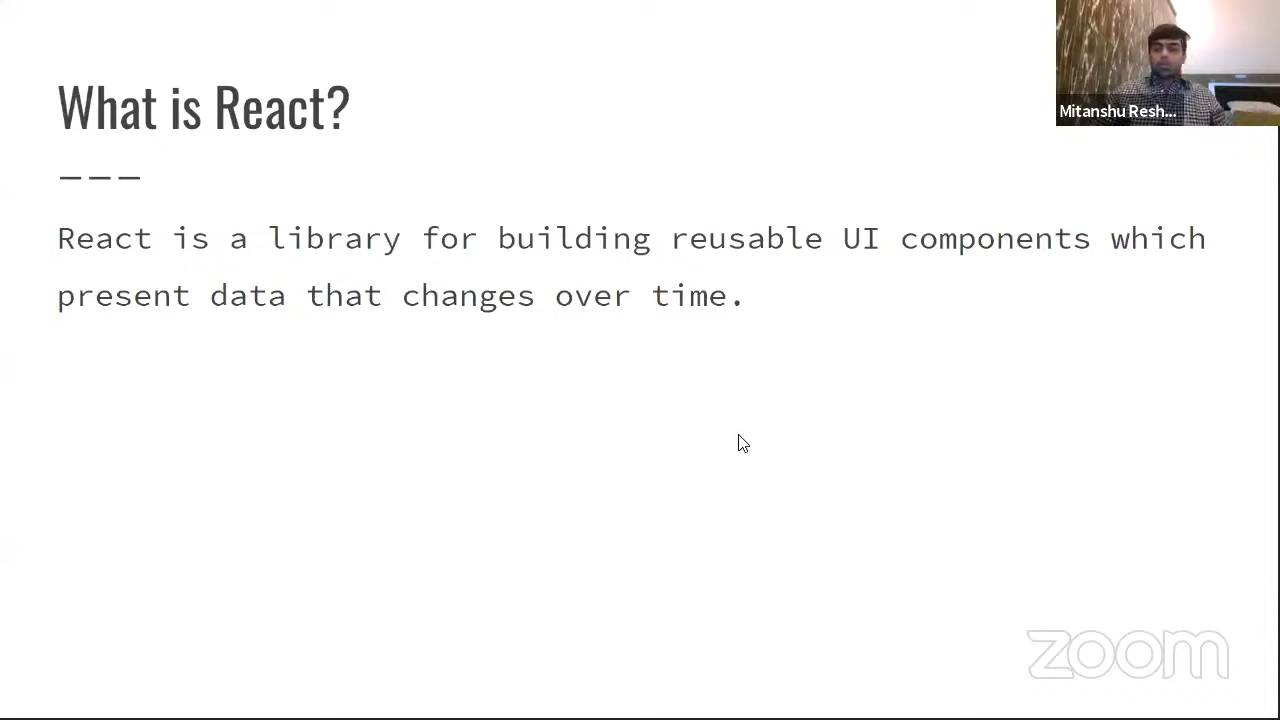 What is React?
Mitanshu Resh...
React is a library for building reusable UI components which
present data that changes over time.
zoom